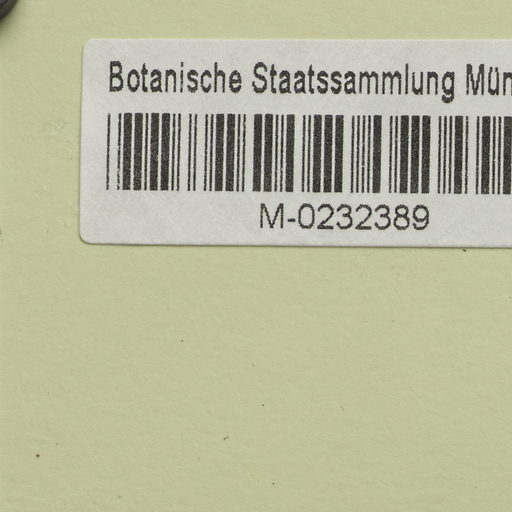 Botanische Staatssammlung Mün
M-0232389